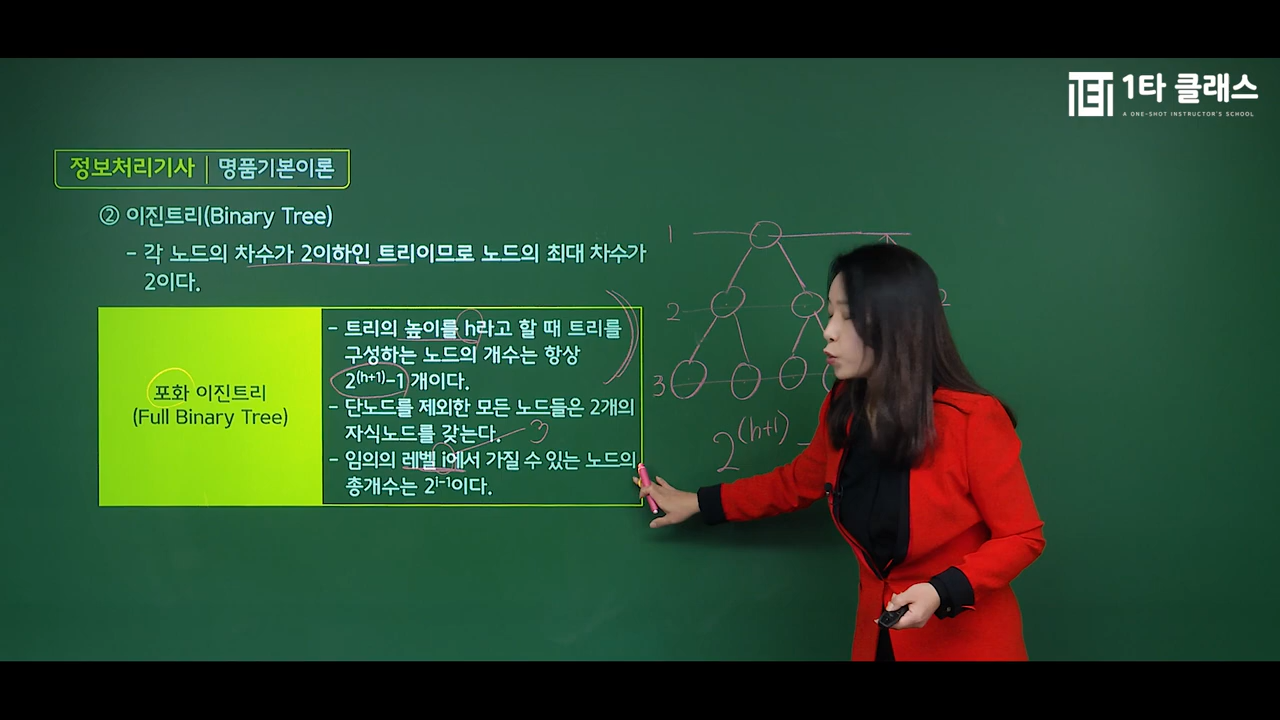 1타 클래스
A ONE-SHOT INSTRUCTOR'S SCHOOL
정보처리기사 | 명품기본이론
② 이진트리(Binary Tree)
- 각 노드의 차수가 2이하인 트리이므로 노드의 최대 차수가
2이다.
포화 이진트리
(Full Binary Tree)
- 트리의 높이를 h라고 할 때 트리를
구성하는 노드의 개수는 항상
2(h+1)-1 개이다.
- 단노드를 제외한 모든 노드들은 2개의
자식노드를 갖는다.
- 임의의 레벨 i에서 가질 수 있는 노드의
총개수는 2i-1이다.
3
1
2
2
3
2(h+1) -